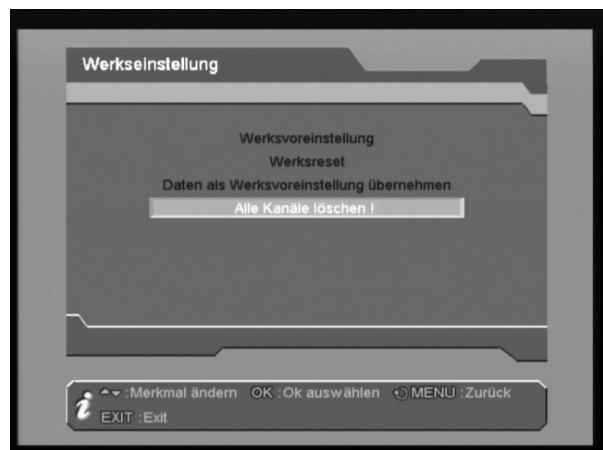 Werkseinstellung
Werksvoreinstellung
Werksreset
Daten als Werksvoreinstellung übernehmen
Alle Kanäle löschen !
:Merkmal ändern OK :Ok auswählen MENU :Zurück
EXIT :Exit